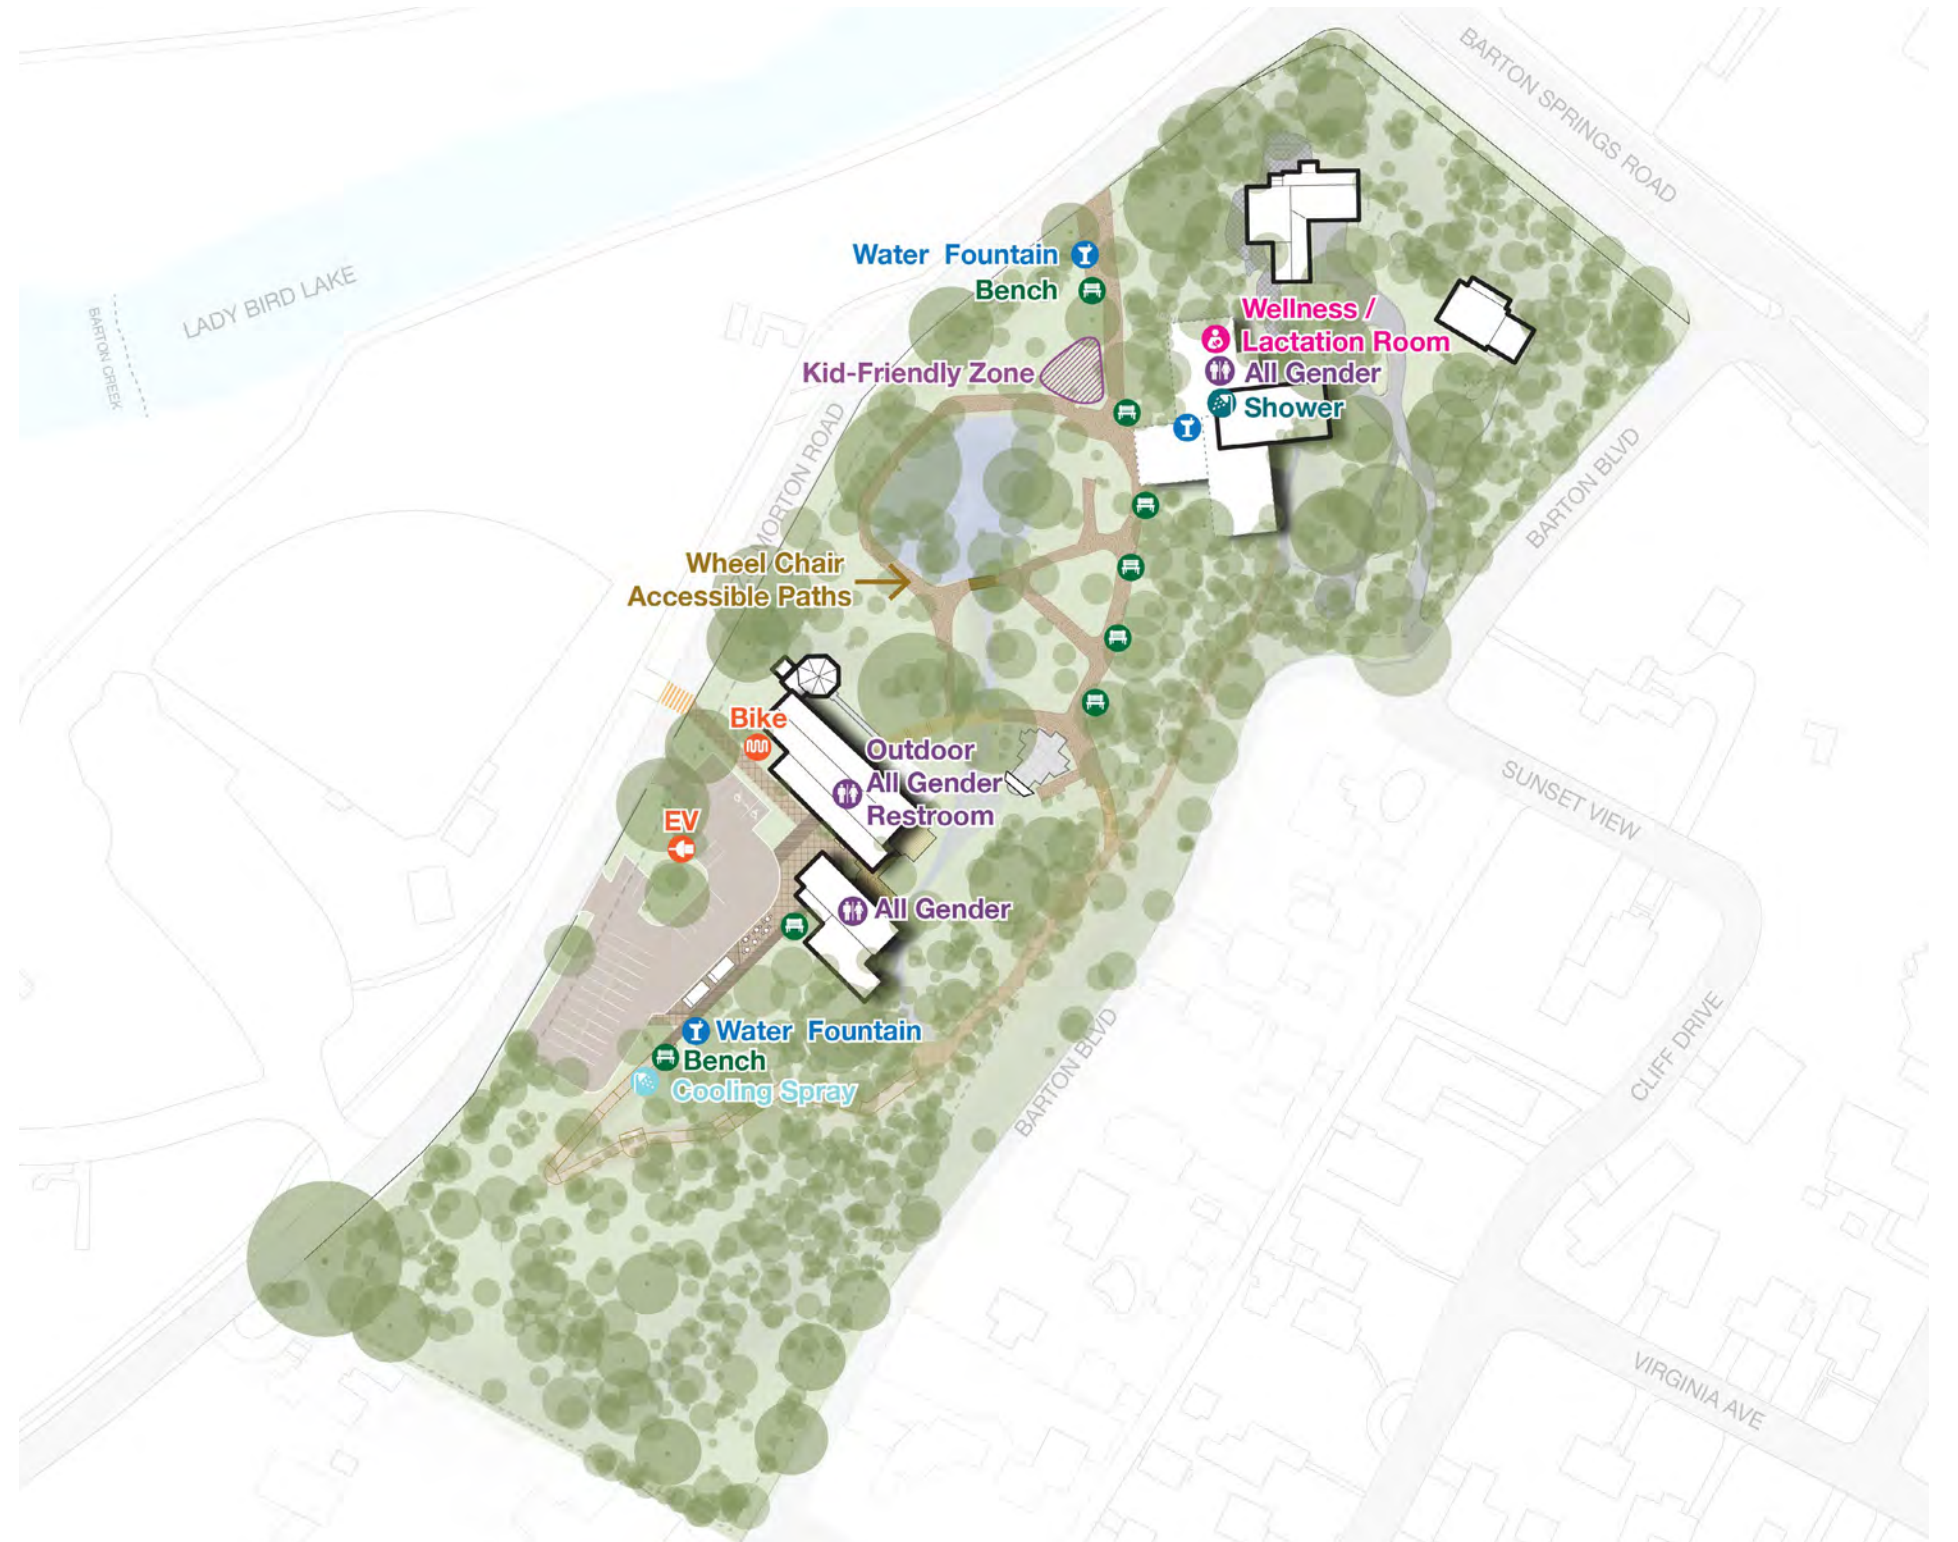 BARTON SPRINGS ROAD
LADY BIRD LAKE
BARTON CREEK
Water Fountain
Bench
Wellness /
Lactation Room
Kid-Friendly Zone
All Gender
Shower
MORTON ROAD
BARTON BLVD
Wheel Chair
Accessible Paths
Bike
Outdoor
All Gender
Restroom
SUNSET VIEW
EV
All Gender
Water Fountain
Bench
Cooling Spray
BARTON BLVD
CLIFF DRIVE
VIRGINIA AVE